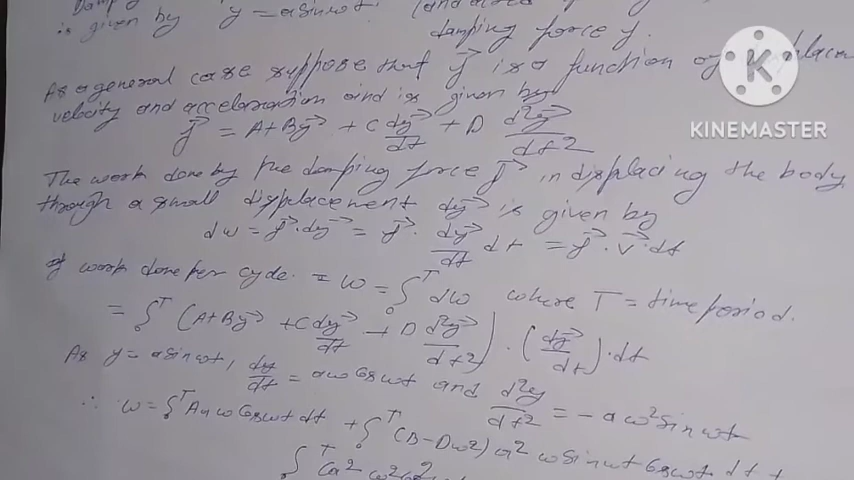 is given by y = a sin ωt
damping force y.
As a general case suppose that y⃗ is a function of
velocity and accelaraction and is given by
y⃗ = A+By⃗ + C dy⃗/dt + D d²y⃗/dt²
The work done by the damping force y⃗ in displacing the body
through a small displacement dy⃗ is given by
dw = y⃗·dy⃗ = y⃗·dy⃗/dt dt = y⃗·v⃗·dt
If work done per cycle = W = ∫₀ᵀ dw where T = time period.
= ∫₀ᵀ (A+By⃗ + C dy⃗/dt + D d²y⃗/dt²)·(dy⃗/dt)·dt
As y = a sin ωt, dy/dt = aω Cos ωt and d²y/dt² = -aω² sin ωt
∴ W = ∫₀ᵀ Aaω Cos ωt dt + ∫₀ᵀ (B-Dω²) a² ω sin ωt Cos ωt dt +
∫ᵀ Ca² ω²
KINEMASTER